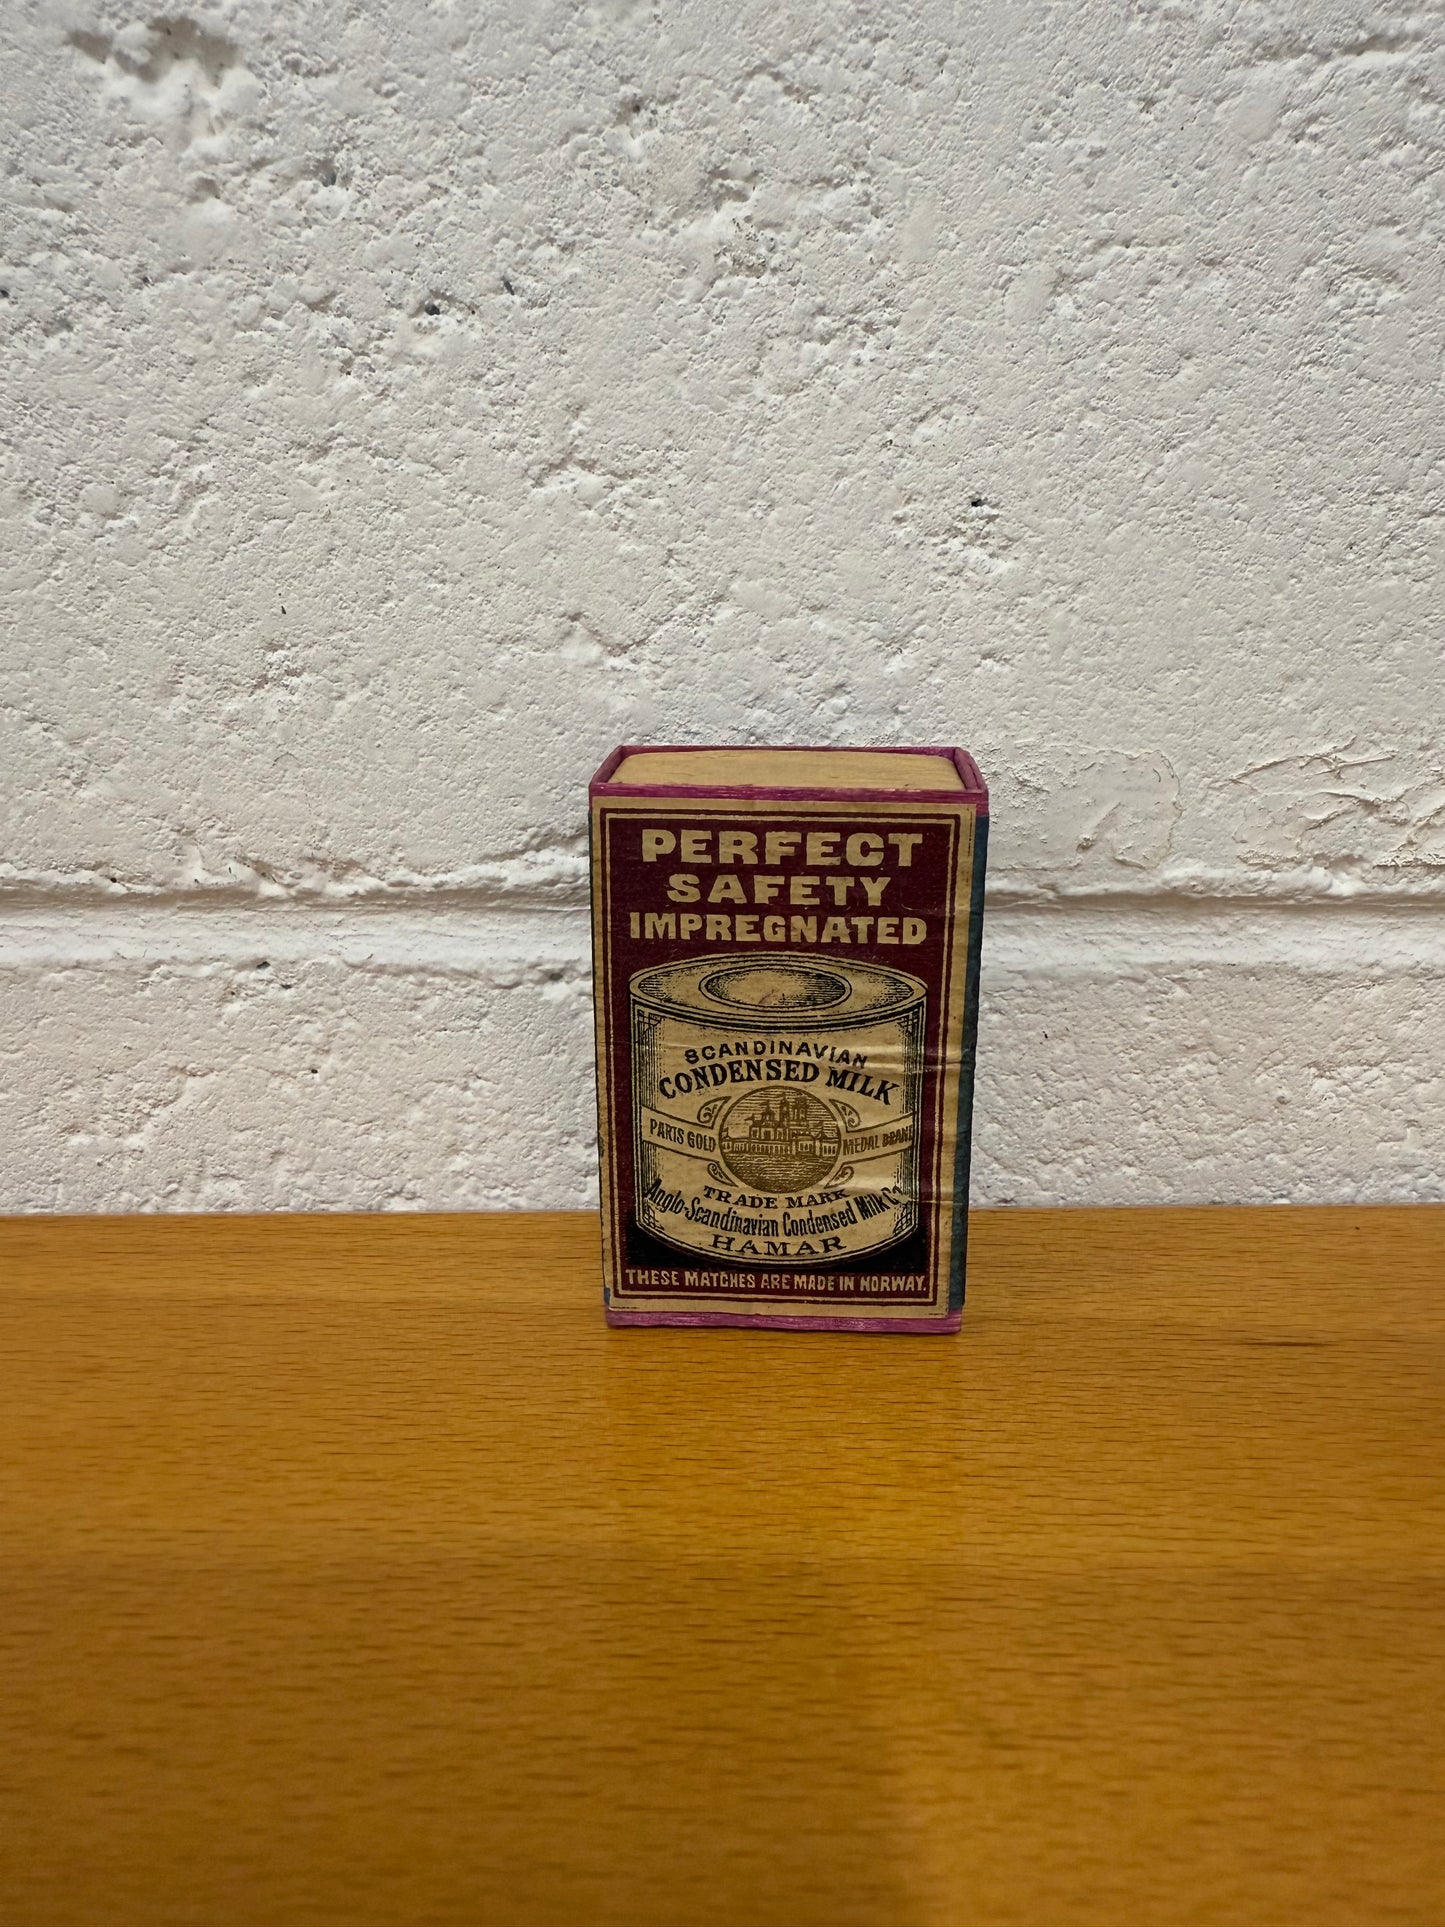 PERFECT
SAFETY
IMPREGNATED
SCANDINAVIAN
CONDENSED MILK
PARIS GOLD MEDAL BRAND
TRADE MARK
Anglo-Scandinavian Condensed Milk Co
HAMAR
THESE MATCHES ARE MADE IN NORWAY.